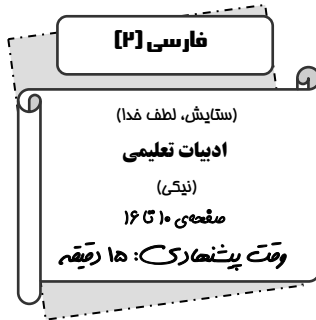 فارسی (۲)
(ستایش، لطف خدا)
ادبیات تعلیمی
(نیکی)
صفحه‌ی ۱۰ تا ۱۶
وقت پیشنهادی: ۱۵ دقیقه